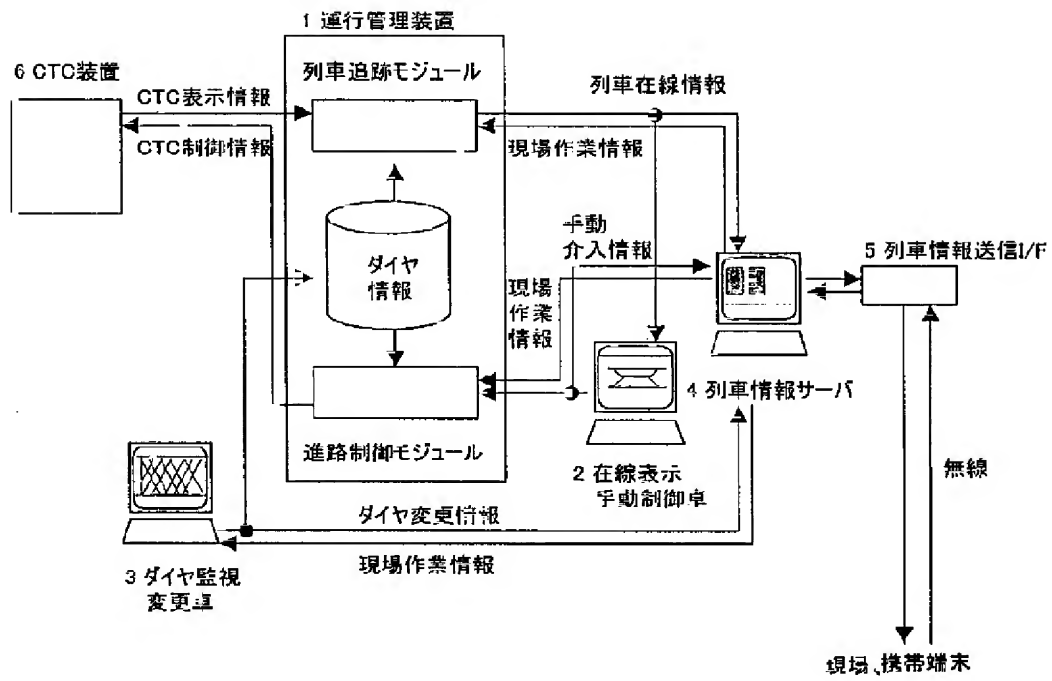 1 運行管理装置
6 CTC装置
列車追跡モジュール
CTC表示情報
CTC制御情報
列車在線情報
現場作業情報
手動
介入情報
5 列車情報送信I/F
ダイヤ
情報
現場
作業
情報
4 列車情報サーバ
進路制御モジュール
2 在線表示
手動制御卓
無線
ダイヤ変更情報
現場作業情報
3 ダイヤ監視
変更卓
現場、携帯端末